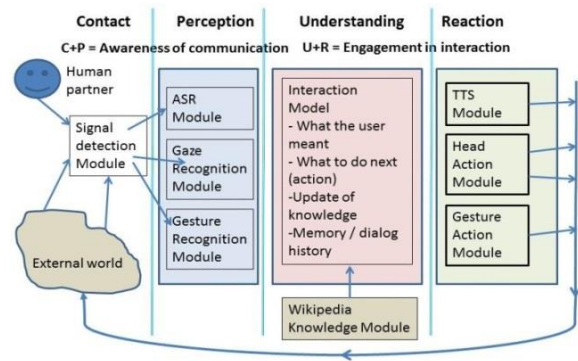 Contact
Perception
Understanding
Reaction
C+P = Awareness of communication
U+R = Engagement in interaction
Human
partner
Signal
detection
Module
External world
ASR
Module
Gaze
Recognition
Module
Gesture
Recognition
Module
Interaction
Model
- What the user
meant
- What to do next
(action)
-Update of
knowledge
-Memory / dialog
history
Wikipedia
Knowledge Module
TTS
Module
Head
Action
Module
Gesture
Action
Module